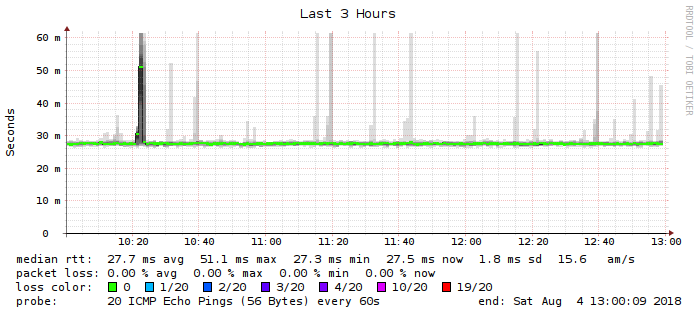 Last 3 Hours
RRDTOOL / TOBI OETIKER
Seconds
60 m
50 m
40 m
30 m
20 m
10 m
0
10:20 10:40 11:00 11:20 11:40 12:00 12:20 12:40 13:00
median rtt: 27.7 ms avg 51.1 ms max 27.3 ms min 27.5 ms now 1.8 ms sd 15.6 am/s
packet loss: 0.00 % avg 0.00 % max 0.00 % min 0.00 % now
loss color: 0 1/20 2/20 3/20 4/20 10/20 19/20
probe: 20 ICMP Echo Pings (56 Bytes) every 60s end: Sat Aug 4 13:00:09 2018